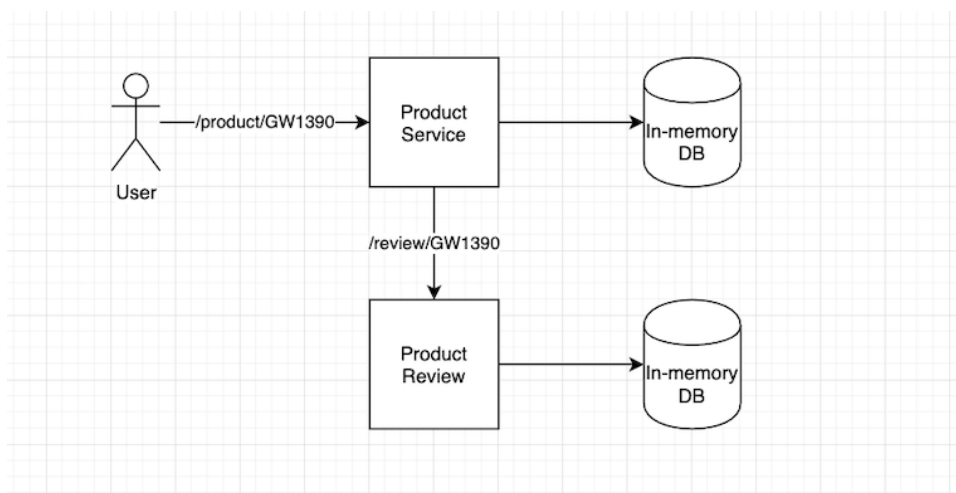 /product/GW1390
Product
Service
In-memory
DB
User
/review/GW1390
Product
Review
In-memory
DB